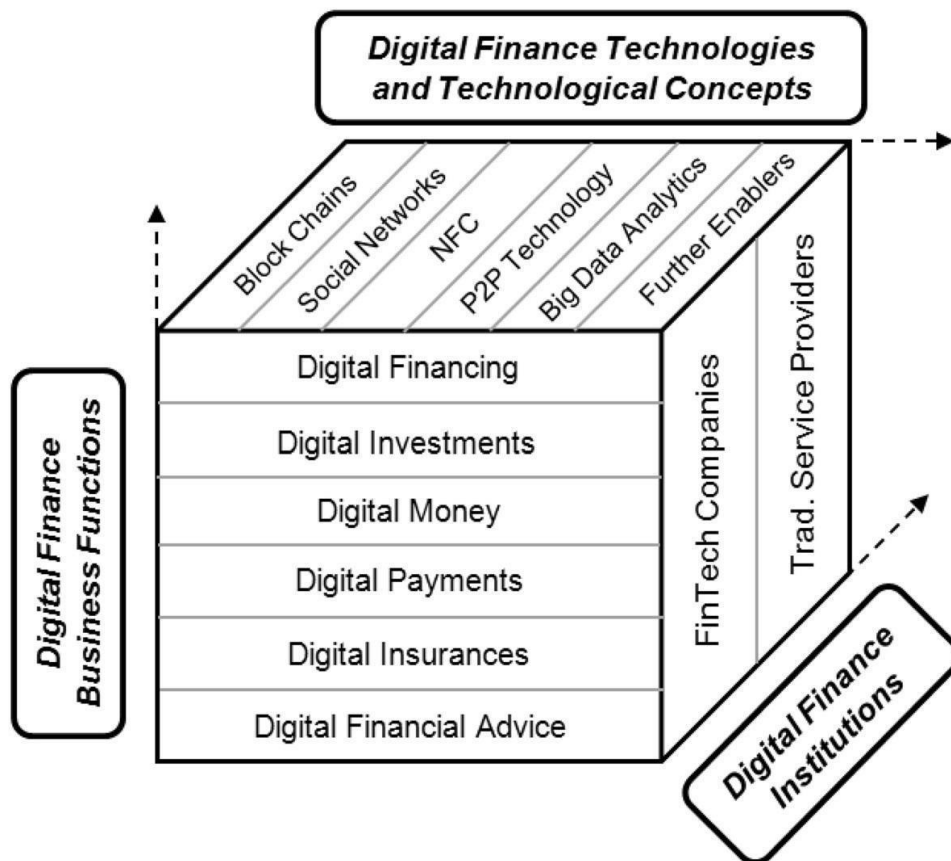 Digital Finance Technologies
and Technological Concepts
Block Chains
Social Networks
NFC
P2P Technology
Big Data Analytics
Further Enablers
Digital Finance
Business Functions
Digital Financing
Digital Investments
Digital Money
Digital Payments
Digital Insurances
Digital Financial Advice
FinTech Companies
Trad. Service Providers
Digital Finance
Institutions